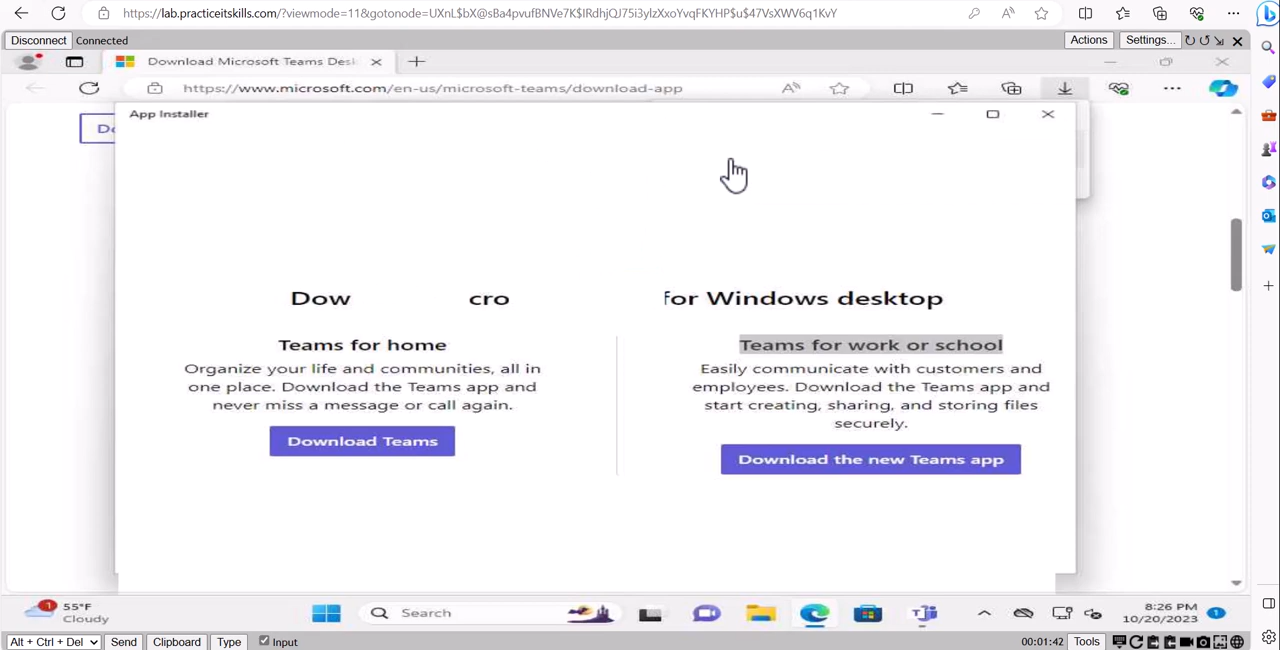 https://lab.practiceitskills.com/?viewmode=11&gotonode=UXnL$bX@sBa4pvufBNVe7K$IRdhjQJ75i3ylzXxoYvqFKYHP$u$47VsXWV6q1KvY
Disconnect Connected Actions Settings...
Download Microsoft Teams Des
https://www.microsoft.com/en-us/microsoft-teams/download-app
App Installer
Dow cro for Windows desktop
Teams for home
Organize your life and communities, all in
one place. Download the Teams app and
never miss a message or call again.
Download Teams
Teams for work or school
Easily communicate with customers and
employees. Download the Teams app and
start creating, sharing, and storing files
securely.
Download the new Teams app
1
55°F
Cloudy
Search
8:26 PM
10/20/2023
1
Alt + Ctrl + Del Send Clipboard Type Input 00:01:42 Tools